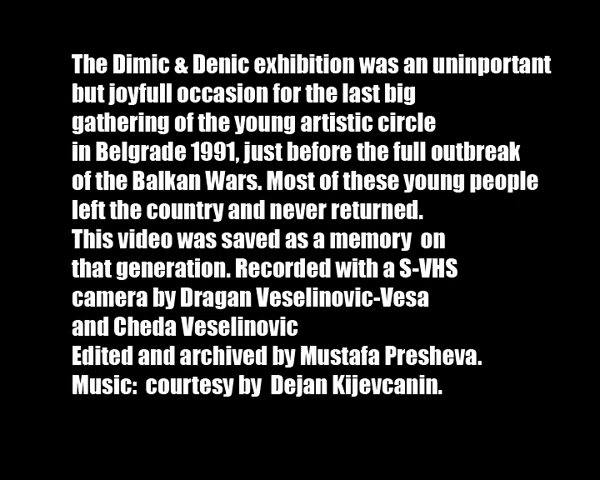 The Dimic & Denic exhibition was an uninportant
but joyfull occasion for the last big
gathering of the young artistic circle
in Belgrade 1991, just before the full outbreak
of the Balkan Wars. Most of these young people
left the country and never returned.
This video was saved as a memory  on
that generation. Recorded with a S-VHS
camera by Dragan Veselinovic-Vesa
and Cheda Veselinovic
Edited and archived by Mustafa Presheva.
Music:  courtesy by  Dejan Kijevcanin.